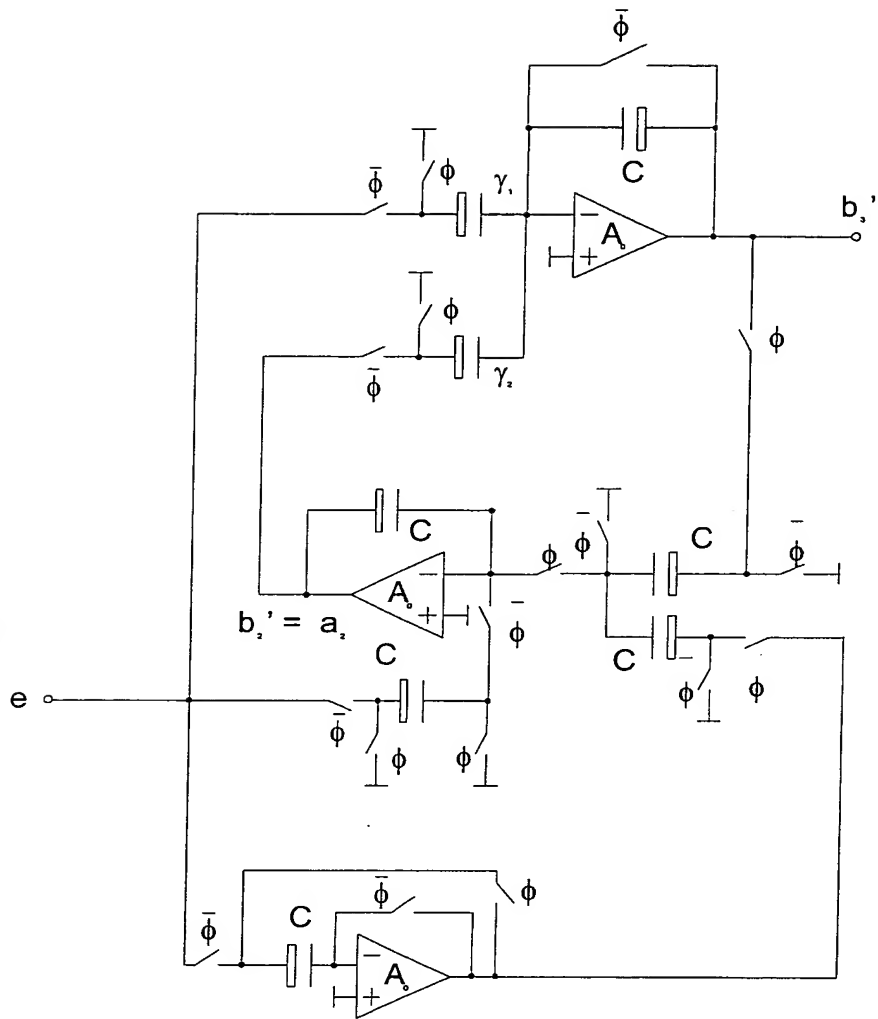 ϕ̄
C
ϕ
γ₁
ϕ̄
−
A₀
+
b₃'
ϕ
γ₂
ϕ̄
ϕ
C
ϕ
ϕ̄
C
ϕ̄
−
A₀
+
ϕ̄
b₂' = a₂
C
C
ϕ̄
ϕ
e
ϕ̄
ϕ
ϕ
ϕ̄
C
ϕ̄
ϕ
−
A₀
+